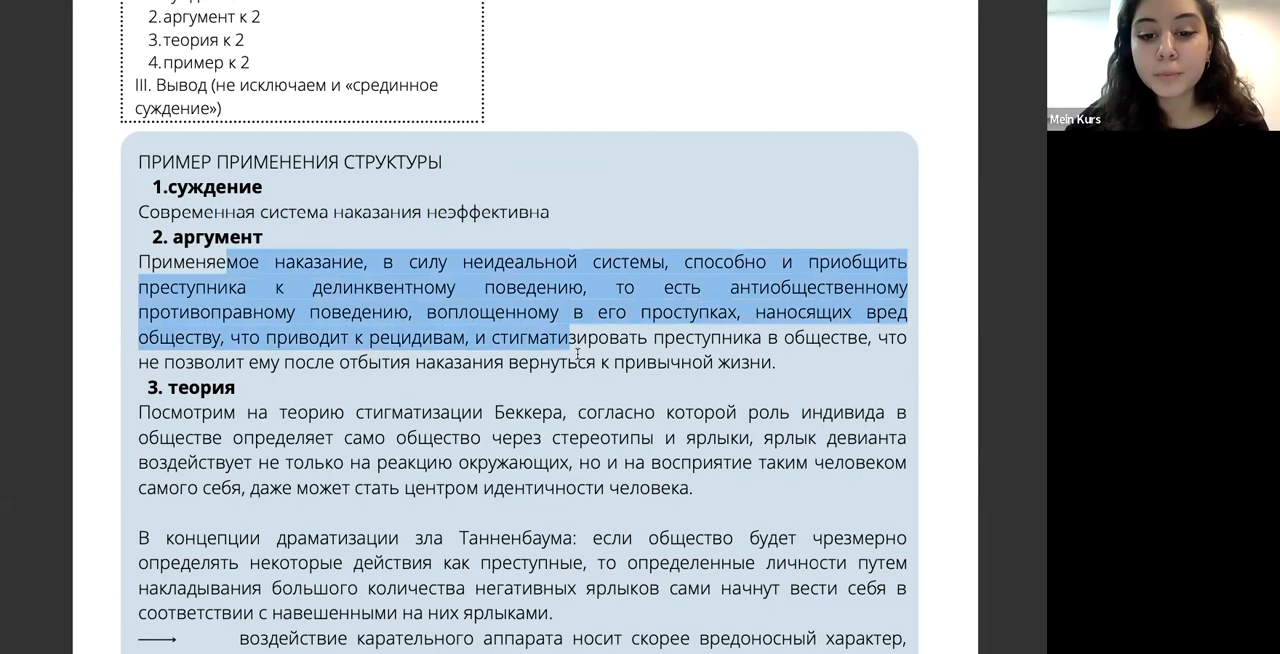 2.аргумент к 2
3.теория к 2
4.пример к 2
III. Вывод (не исключаем и «срединное
суждение»)
Mein Kurs
ПРИМЕР ПРИМЕНЕНИЯ СТРУКТУРЫ
1.суждение
Современная система наказания неэффективна
2. аргумент
Применяемое наказание, в силу неидеальной системы, способно и приобщить
преступника к делинквентному поведению, то есть антиобщественному
противоправному поведению, воплощенному в его проступках, наносящих вред
обществу, что приводит к рецидивам, и стигматизировать преступника в обществе, что
не позволит ему после отбытия наказания вернуться к привычной жизни.
3. теория
Посмотрим на теорию стигматизации Беккера, согласно которой роль индивида в
обществе определяет само общество через стереотипы и ярлыки, ярлык девианта
воздействует не только на реакцию окружающих, но и на восприятие таким человеком
самого себя, даже может стать центром идентичности человека.
В концепции драматизации зла Танненбаума: если общество будет чрезмерно
определять некоторые действия как преступные, то определенные личности путем
накладывания большого количества негативных ярлыков сами начнут вести себя в
соответствии с навешенными на них ярлыками.
воздействие карательного аппарата носит скорее вредоносный характер,